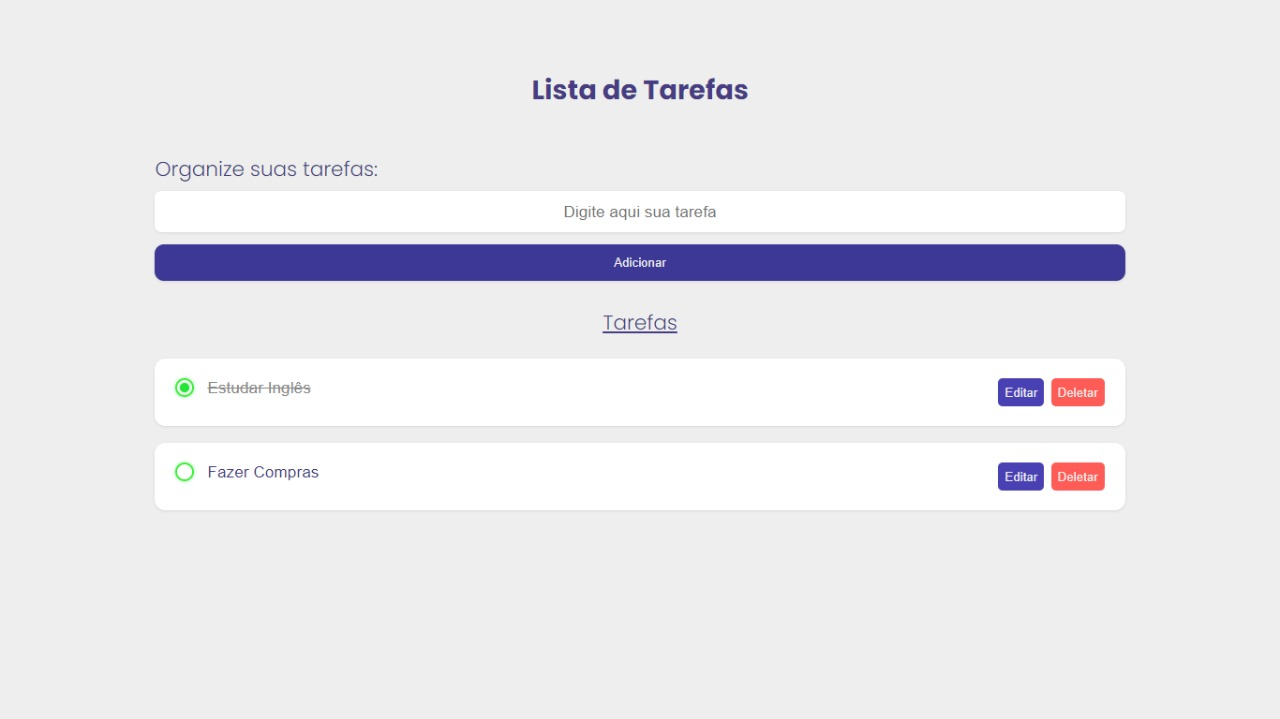 Lista de Tarefas
Organize suas tarefas:
Digite aqui sua tarefa
Adicionar
Tarefas
Estudar Inglês Editar Deletar
Fazer Compras Editar Deletar